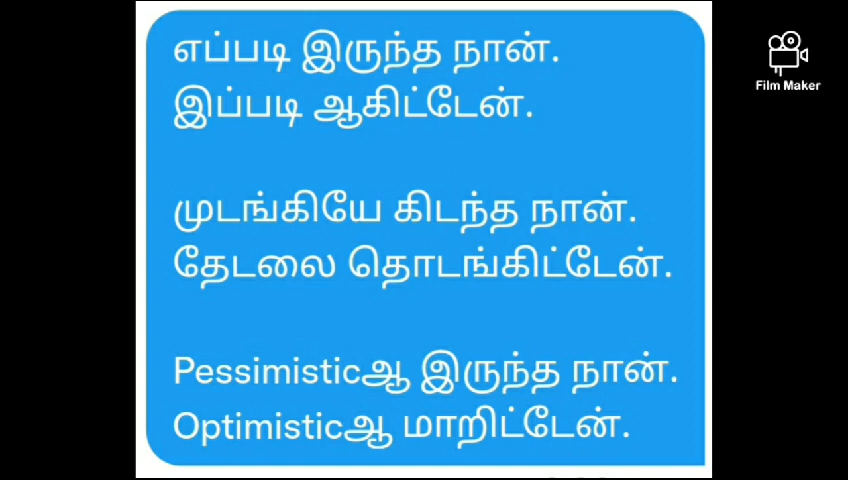 எப்படி இருந்த நான்.
இப்படி ஆகிட்டேன்.
முடங்கியே கிடந்த நான்.
தேடலை தொடங்கிட்டேன்.
Pessimisticஆ இருந்த நான்.
Optimisticஆ மாறிட்டேன்.
Film Maker